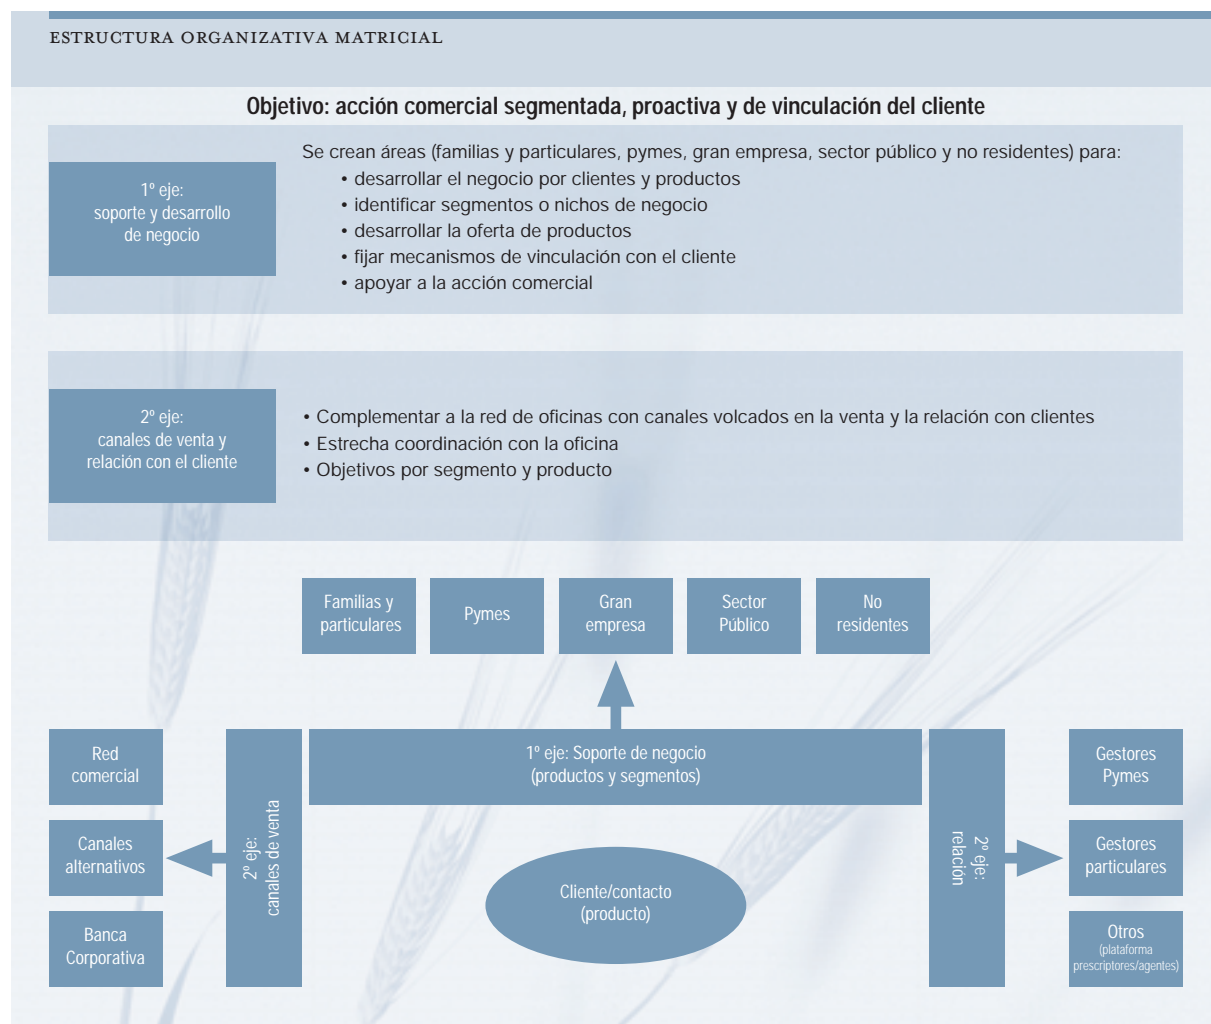 ESTRUCTURA ORGANIZATIVA MATRICIAL
Objetivo: acción comercial segmentada, proactiva y de vinculación del cliente
1º eje:
soporte y desarrollo
de negocio
Se crean áreas (familias y particulares, pymes, gran empresa, sector público y no residentes) para:
• desarrollar el negocio por clientes y productos
• identificar segmentos o nichos de negocio
• desarrollar la oferta de productos
• fijar mecanismos de vinculación con el cliente
• apoyar a la acción comercial
2º eje:
canales de venta y
relación con el cliente
• Complementar a la red de oficinas con canales volcados en la venta y la relación con clientes
• Estrecha coordinación con la oficina
• Objetivos por segmento y producto
Familias y
particulares
Pymes
Gran
empresa
Sector
Público
No
residentes
Red
comercial
Canales
alternativos
Banca
Corporativa
2º eje:
canales de venta
1º eje: Soporte de negocio
(productos y segmentos)
Cliente/contacto
(producto)
2º eje:
relación
Gestores
Pymes
Gestores
particulares
Otros
(plataforma
prescriptores/agentes)